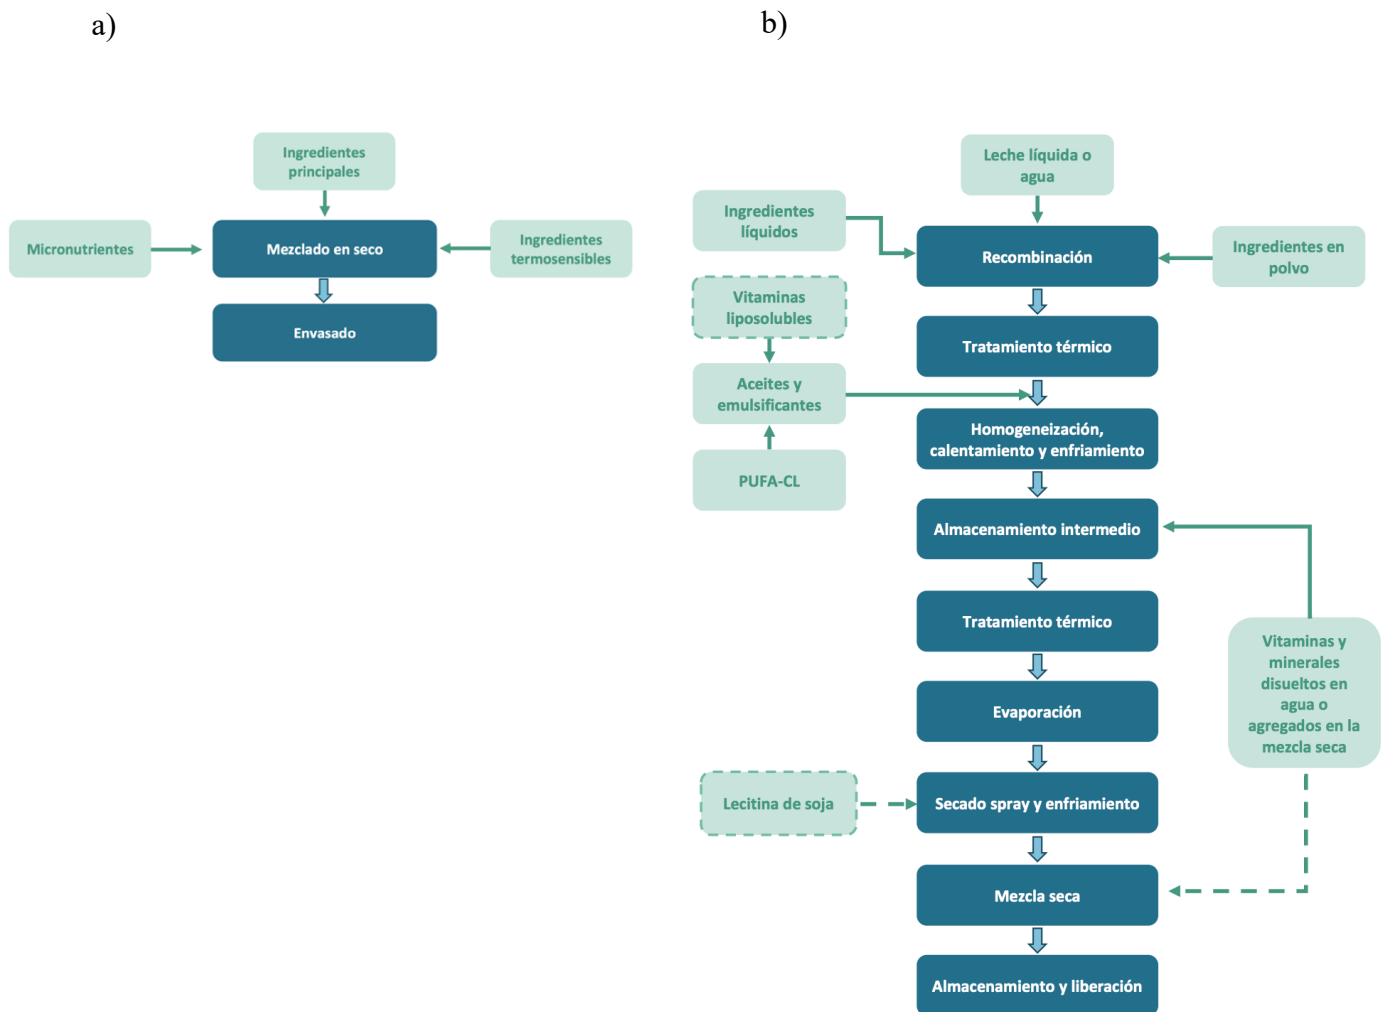 a)
Ingredientes
principales
Micronutrientes
Mezclado en seco
Ingredientes
termosensibles
Envasado
b)
Leche líquida o
agua
Ingredientes
líquidos
Recombinación
Ingredientes en
polvo
Vitaminas
liposolubles
Tratamiento térmico
Aceites y
emulsificantes
Homogeneización,
calentamiento y enfriamiento
PUFA-CL
Almacenamiento intermedio
Tratamiento térmico
Vitaminas y
minerales
disueltos en
agua o
agregados en la
mezcla seca
Evaporación
Lecitina de soja
Secado spray y enfriamiento
Mezcla seca
Almacenamiento y liberación